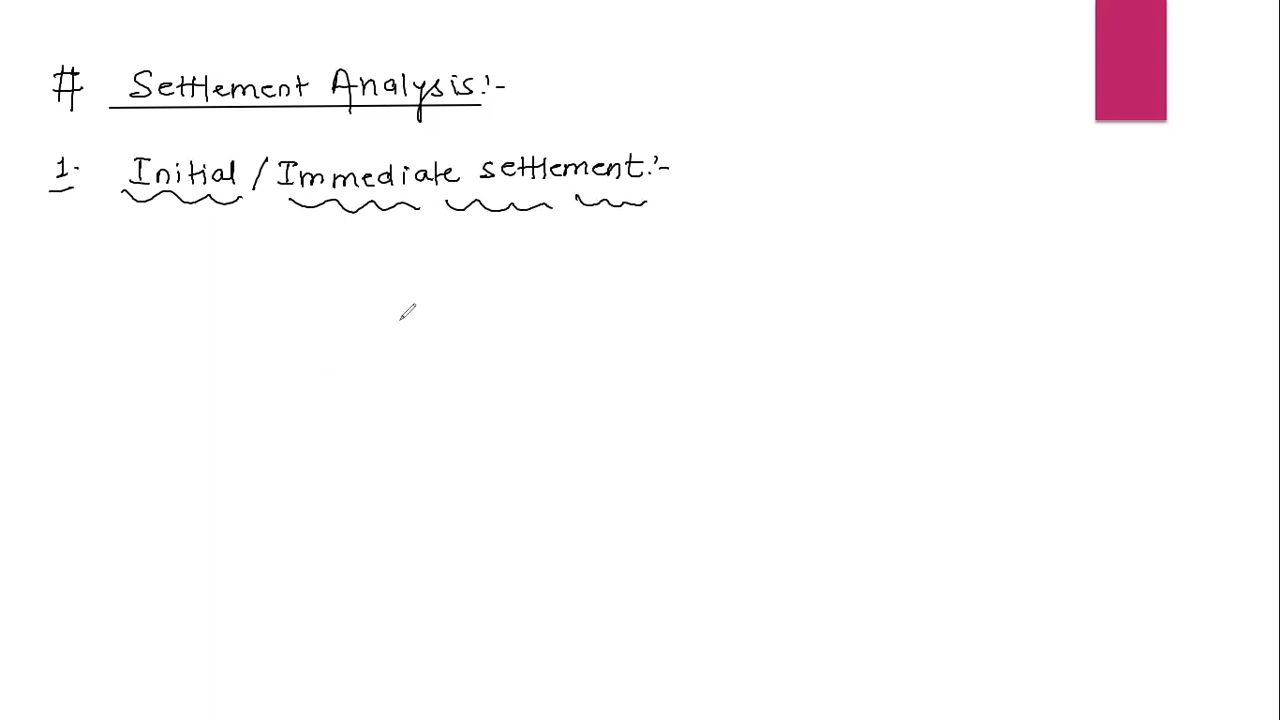 # Settlement Analysis:-
1. Initial / Immediate settlement:-